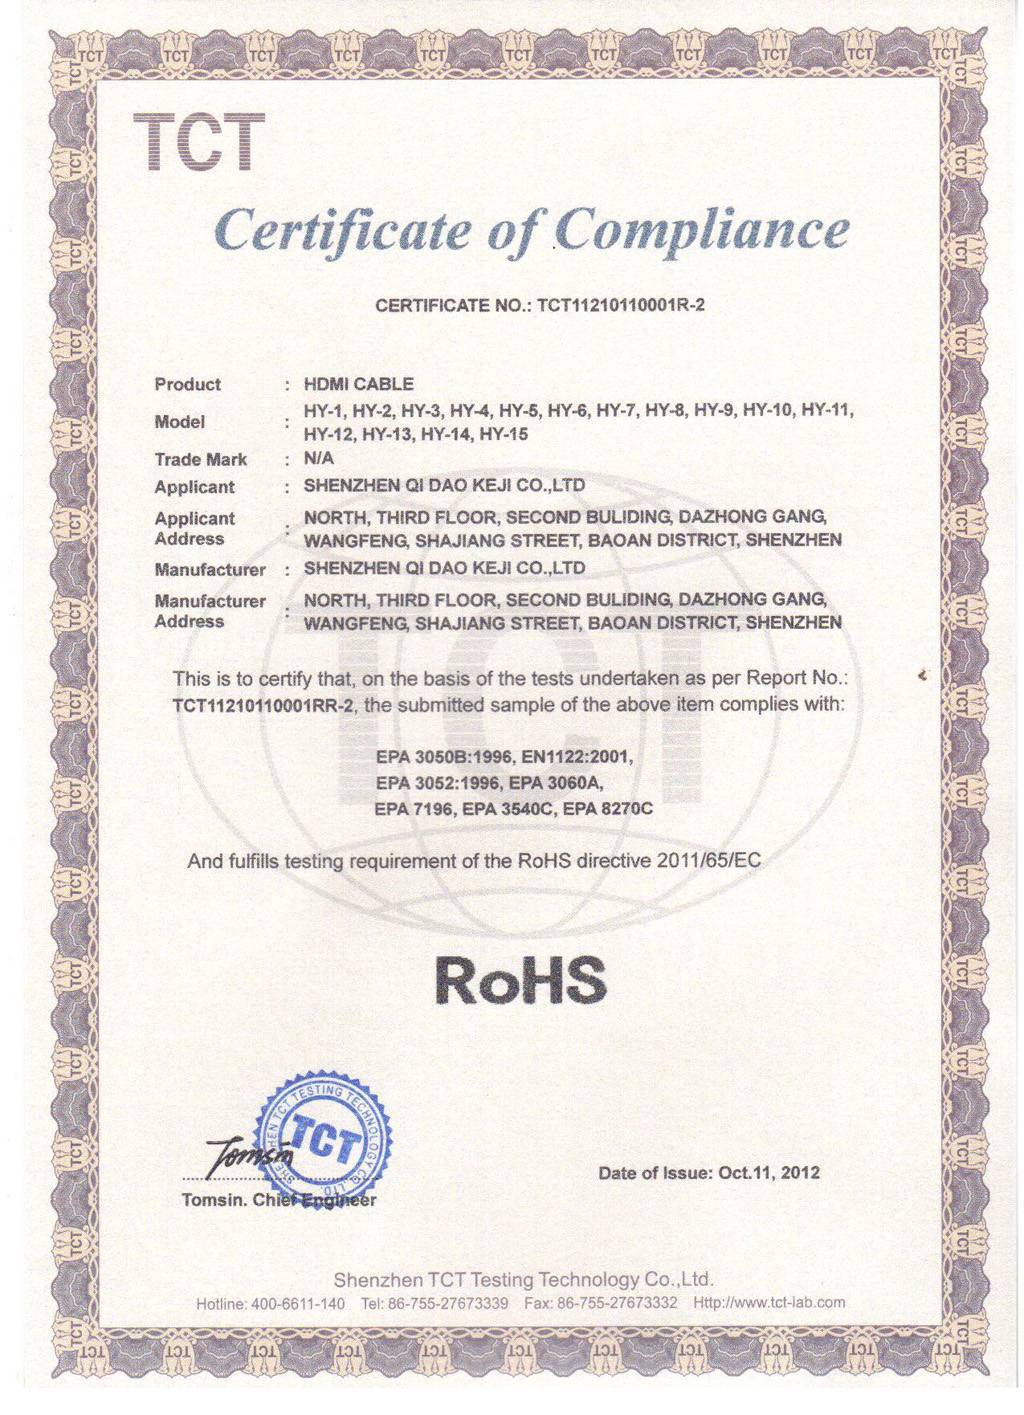 TCT
Certificate of Compliance
CERTIFICATE NO.: TCT11210110001R-2
Product : HDMI CABLE
Model : HY-1, HY-2, HY-3, HY-4, HY-5, HY-6, HY-7, HY-8, HY-9, HY-10, HY-11,
HY-12, HY-13, HY-14, HY-15
Trade Mark : N/A
Applicant : SHENZHEN QI DAO KEJI CO.,LTD
Applicant Address : NORTH, THIRD FLOOR, SECOND BULIDING, DAZHONG GANG,
WANGFENG, SHAJIANG STREET, BAOAN DISTRICT, SHENZHEN
Manufacturer : SHENZHEN QI DAO KEJI CO.,LTD
Manufacturer Address : NORTH, THIRD FLOOR, SECOND BULIDING, DAZHONG GANG,
WANGFENG, SHAJIANG STREET, BAOAN DISTRICT, SHENZHEN
This is to certify that, on the basis of the tests undertaken as per Report No.:
TCT11210110001RR-2, the submitted sample of the above item complies with:
EPA 3050B:1996, EN1122:2001,
EPA 3052:1996, EPA 3060A,
EPA 7196, EPA 3540C, EPA 8270C
And fulfills testing requirement of the RoHS directive 2011/65/EC
RoHS
SHENZHEN TCT TESTING TECHNOLOGY CO., LTD
TCT
Tomsin
Tomsin. Chief Engineer
Date of Issue: Oct.11, 2012
Shenzhen TCT Testing Technology Co.,Ltd.
Hotline: 400-6611-140 Tel: 86-755-27673339 Fax: 86-755-27673332 Http://www.tct-lab.com